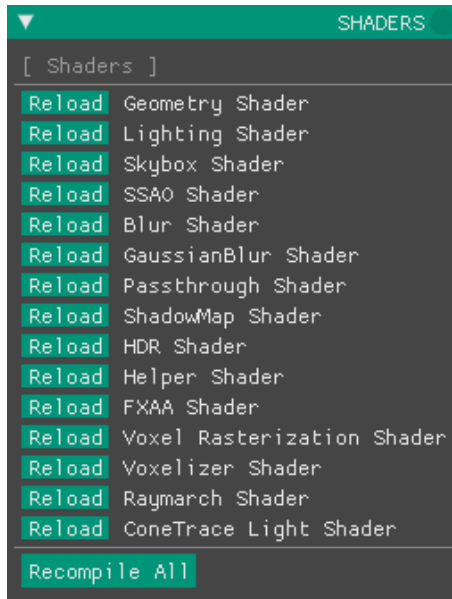 SHADERS
[ Shaders ]
Reload Geometry Shader
Reload Lighting Shader
Reload Skybox Shader
Reload SSAO Shader
Reload Blur Shader
Reload GaussianBlur Shader
Reload Passthrough Shader
Reload ShadowMap Shader
Reload HDR Shader
Reload Helper Shader
Reload FXAA Shader
Reload Voxel Rasterization Shader
Reload Voxelizer Shader
Reload Raymarch Shader
Reload ConeTrace Light Shader
Recompile All